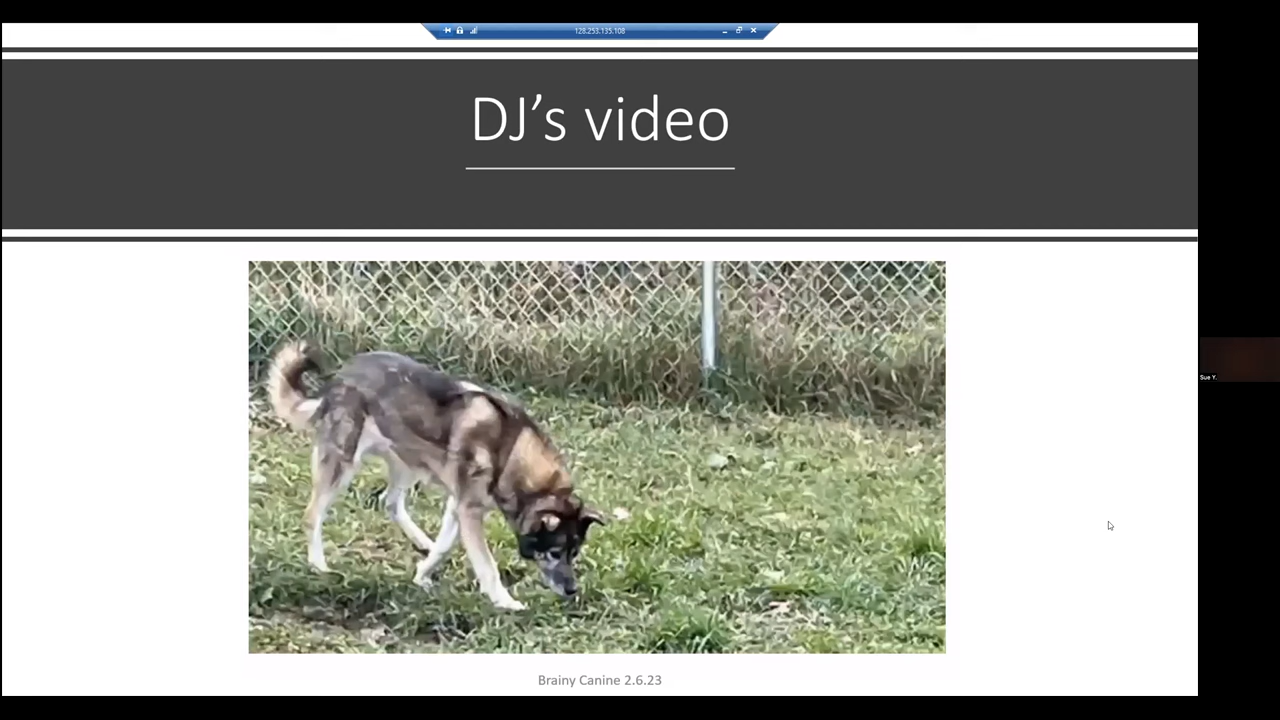 128.253.135.108
DJ’s video
Sue Y.
Brainy Canine 2.6.23